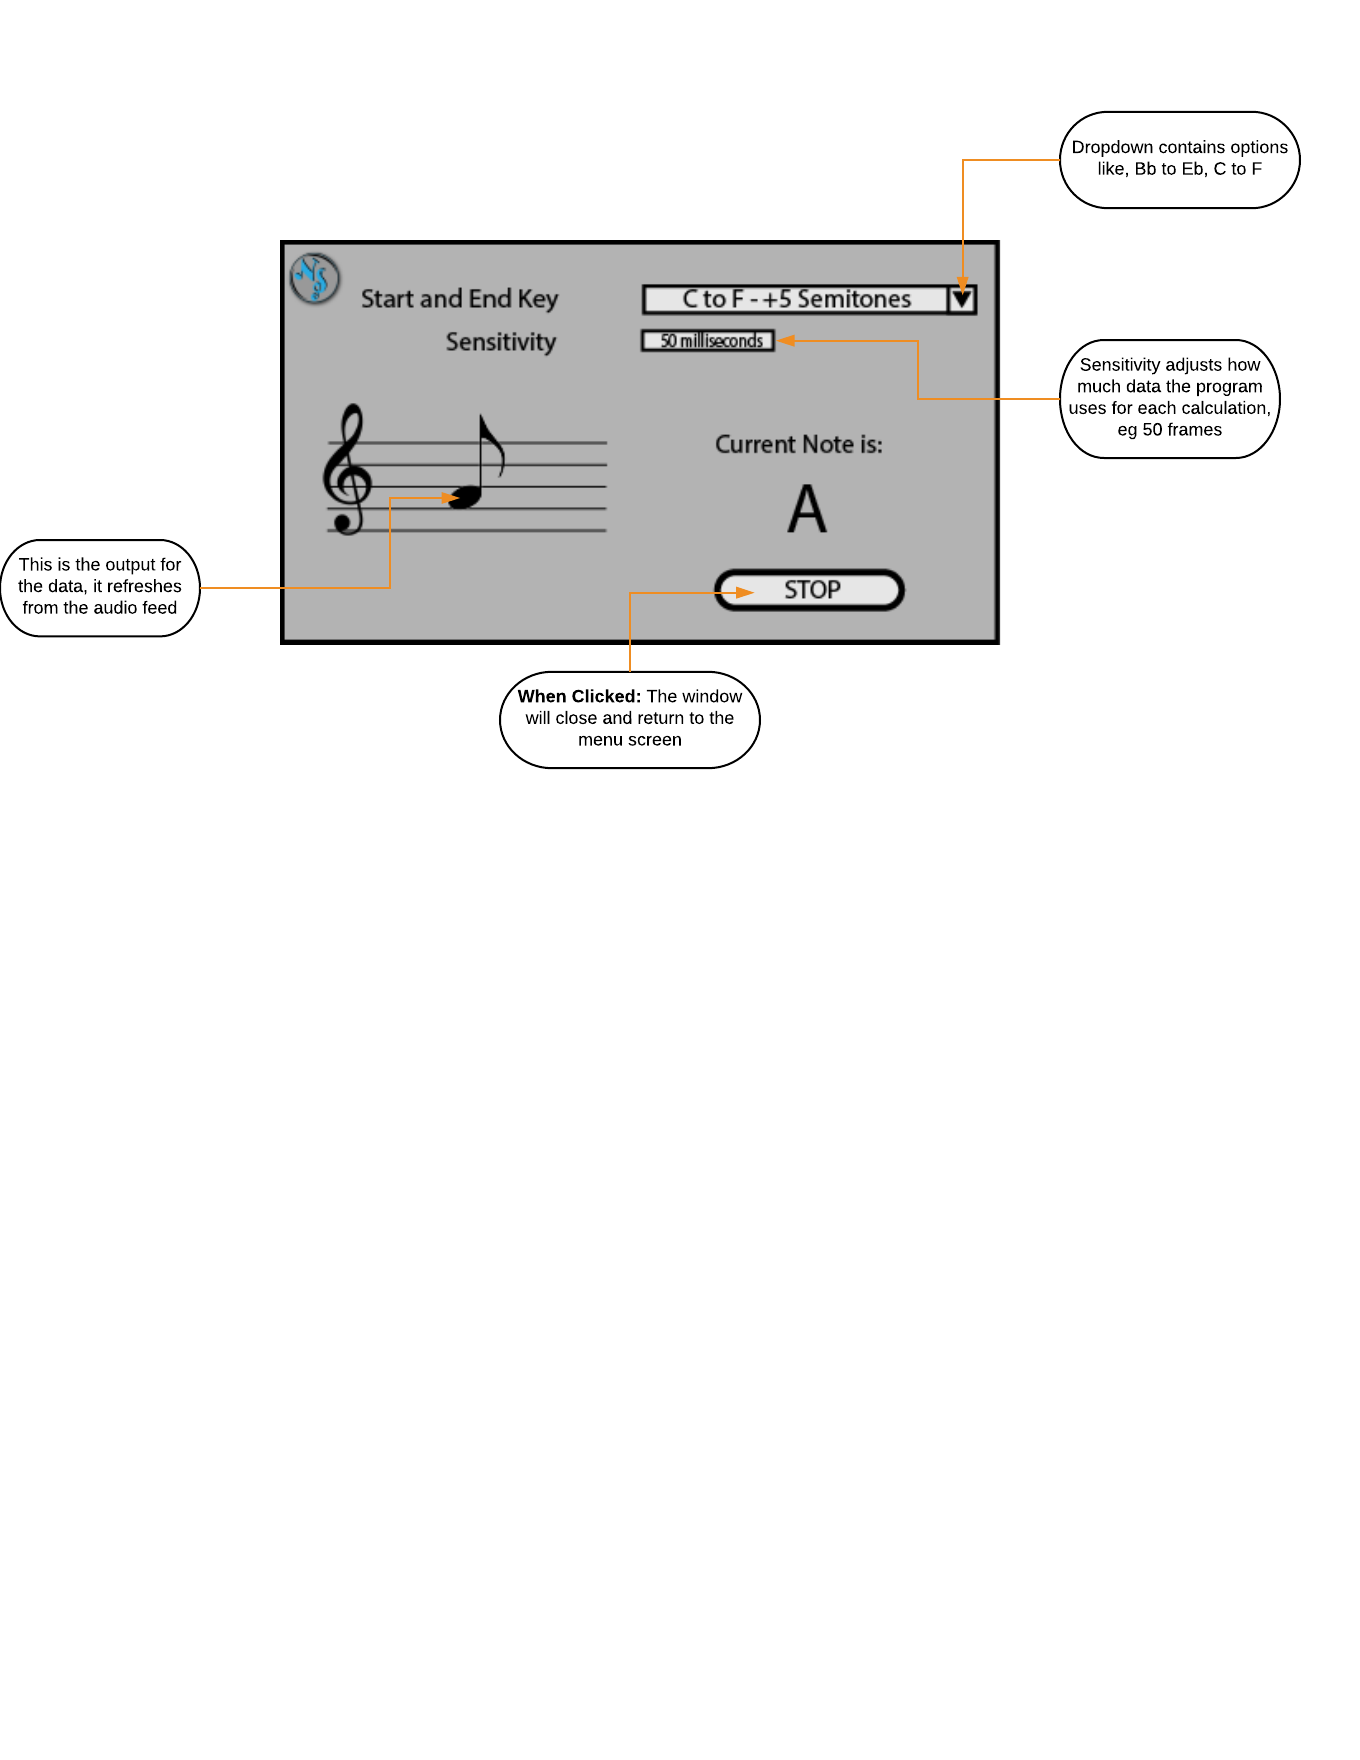 Dropdown contains options
like, Bb to Eb, C to F
Start and End Key
C to F - +5 Semitones
Sensitivity
50 milliseconds
Sensitivity adjusts how
much data the program
uses for each calculation,
eg 50 frames
Current Note is:
A
This is the output for
the data, it refreshes
from the audio feed
STOP
When Clicked: The window
will close and return to the
menu screen